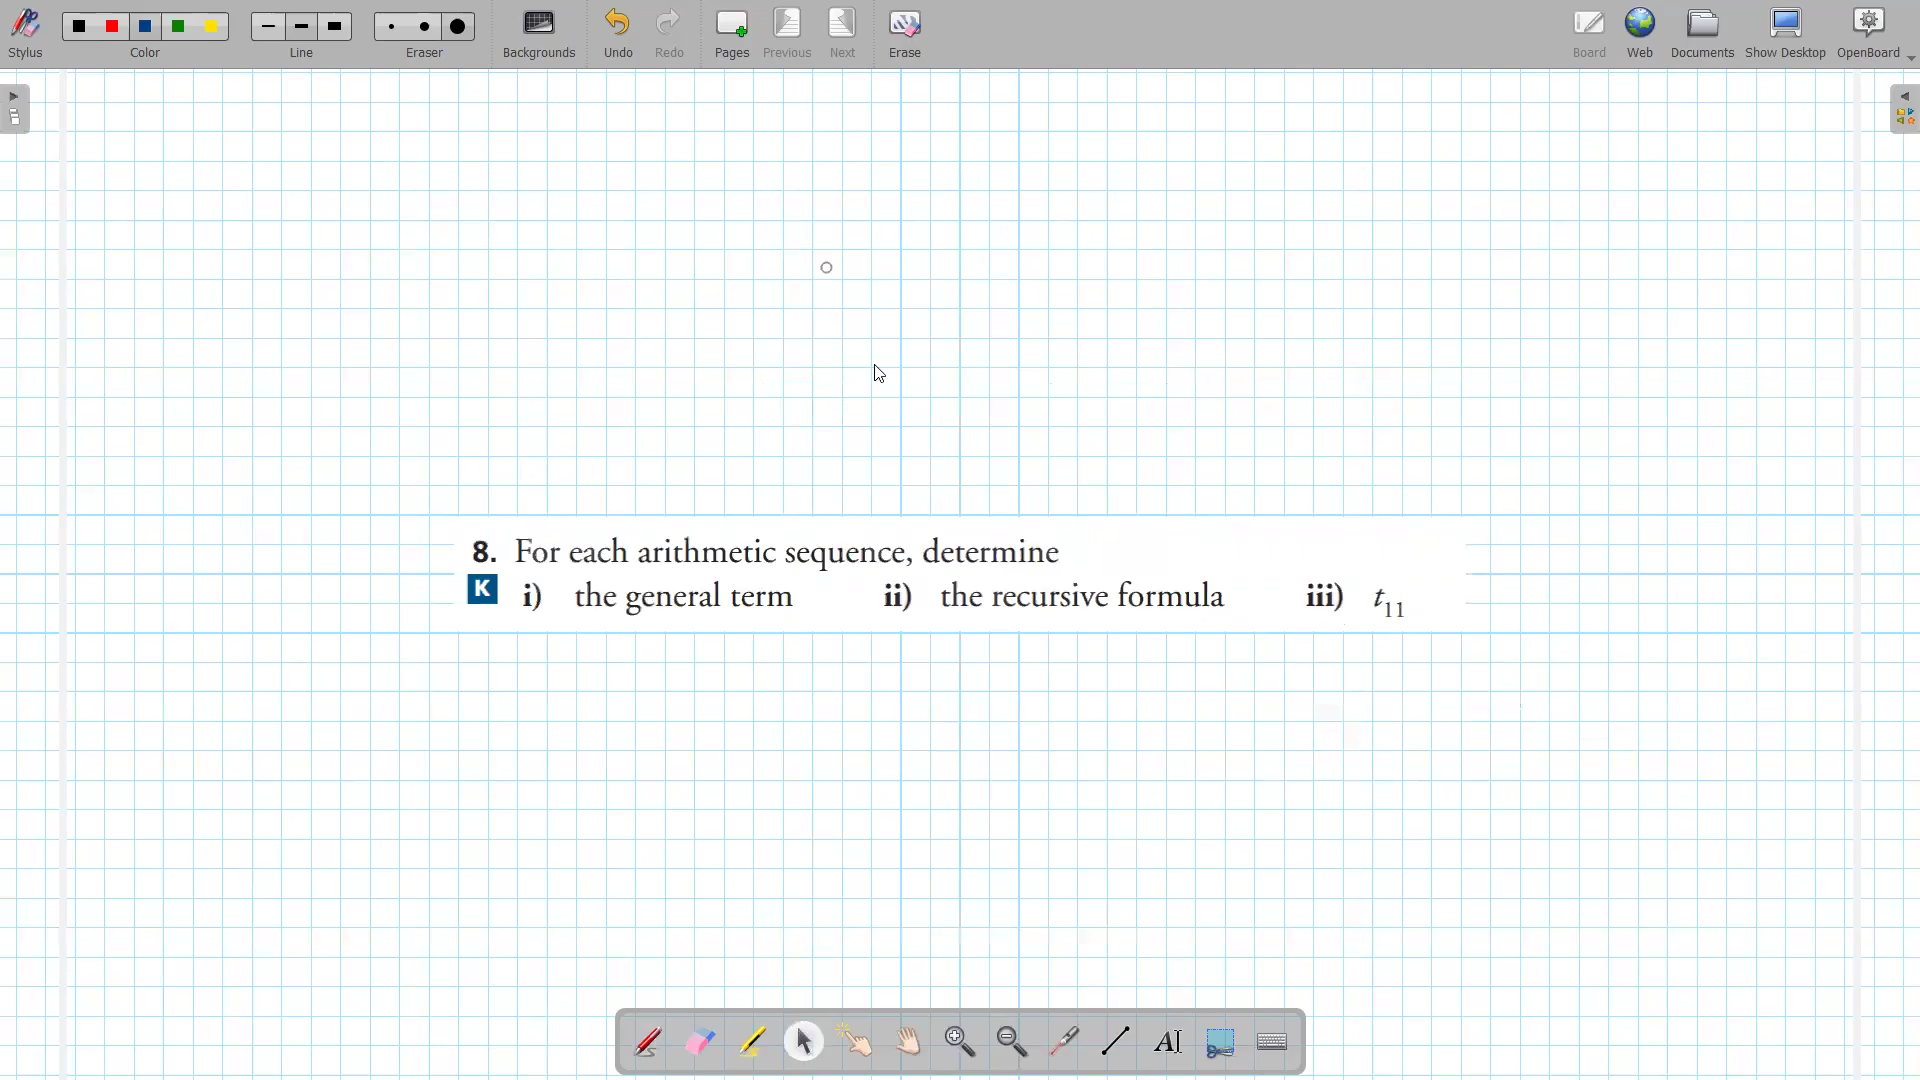 Stylus Color Line Eraser Backgrounds Undo Redo Pages Previous Next Erase Board Web Documents Show Desktop OpenBoard
8. For each arithmetic sequence, determine
K i) the general term ii) the recursive formula iii) t₁₁